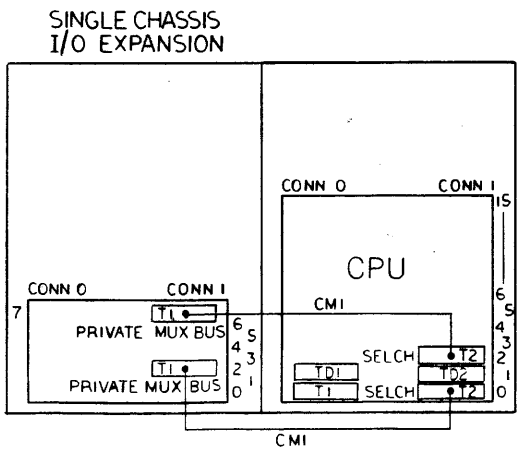 SINGLE CHASSIS
I/O EXPANSION
CONN 0 CONN 1
15
CPU
6
5
4
3
2
1
0
CONN 0 CONN 1
7
T1
PRIVATE MUX BUS
6
5
4
3
2
1
0
T1
PRIVATE MUX BUS
CM1
SELCH T2
TD1 TD2
T1 SELCH T2
CM1